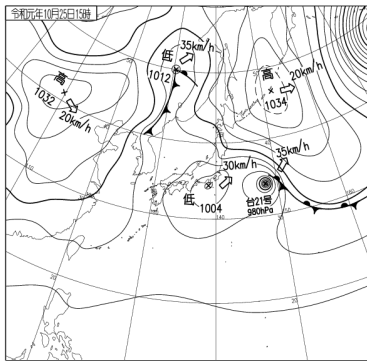 令和元年10月25日15時
低
35km/h
1012
高
20km/h
1034
高
1032
20km/h
30km/h
35km/h
低
1004
台21号
980hPa
140